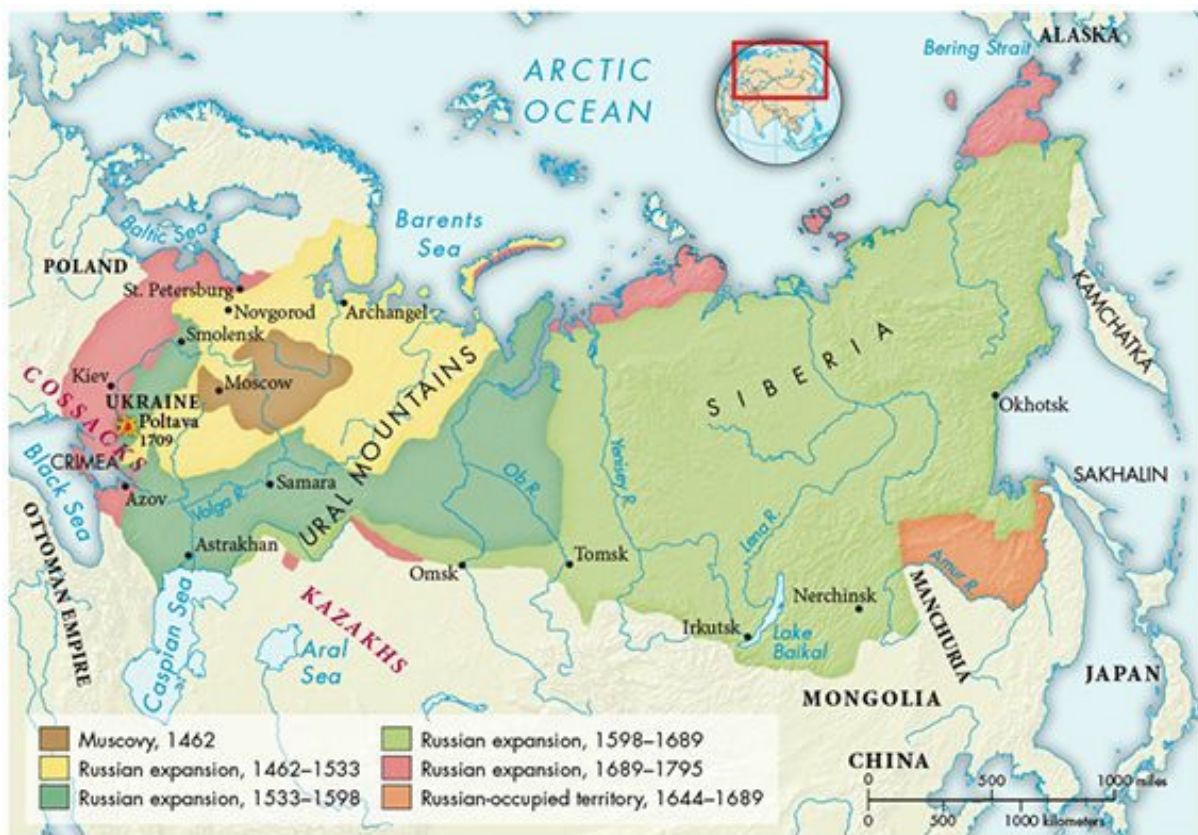 ALASKA
Bering Strait
ARCTIC
OCEAN
Barents
Sea
Baltic Sea
POLAND
St. Petersburg
Novgorod
Archangel
Smolensk
KAMCHATKA
SIBERIA
Kiev
Moscow
COSSACKS
UKRAINE
Poltava
1709
URAL MOUNTAINS
Okhotsk
CRIMEA
Black Sea
Azov
Volga R.
Samara
Ob R.
Yenisey R.
Lena R.
SAKHALIN
OTTOMAN EMPIRE
Astrakhan
Omsk
Tomsk
Amur R.
Caspian Sea
KAZAKHS
Aral
Sea
Nerchinsk
Irkutsk
Lake
Baikal
MANCHURIA
MONGOLIA
JAPAN
CHINA
Muscovy, 1462
Russian expansion, 1462–1533
Russian expansion, 1533–1598
Russian expansion, 1598–1689
Russian expansion, 1689–1795
Russian-occupied territory, 1644–1689
0 500 1000 miles
0 500 1000 kilometers